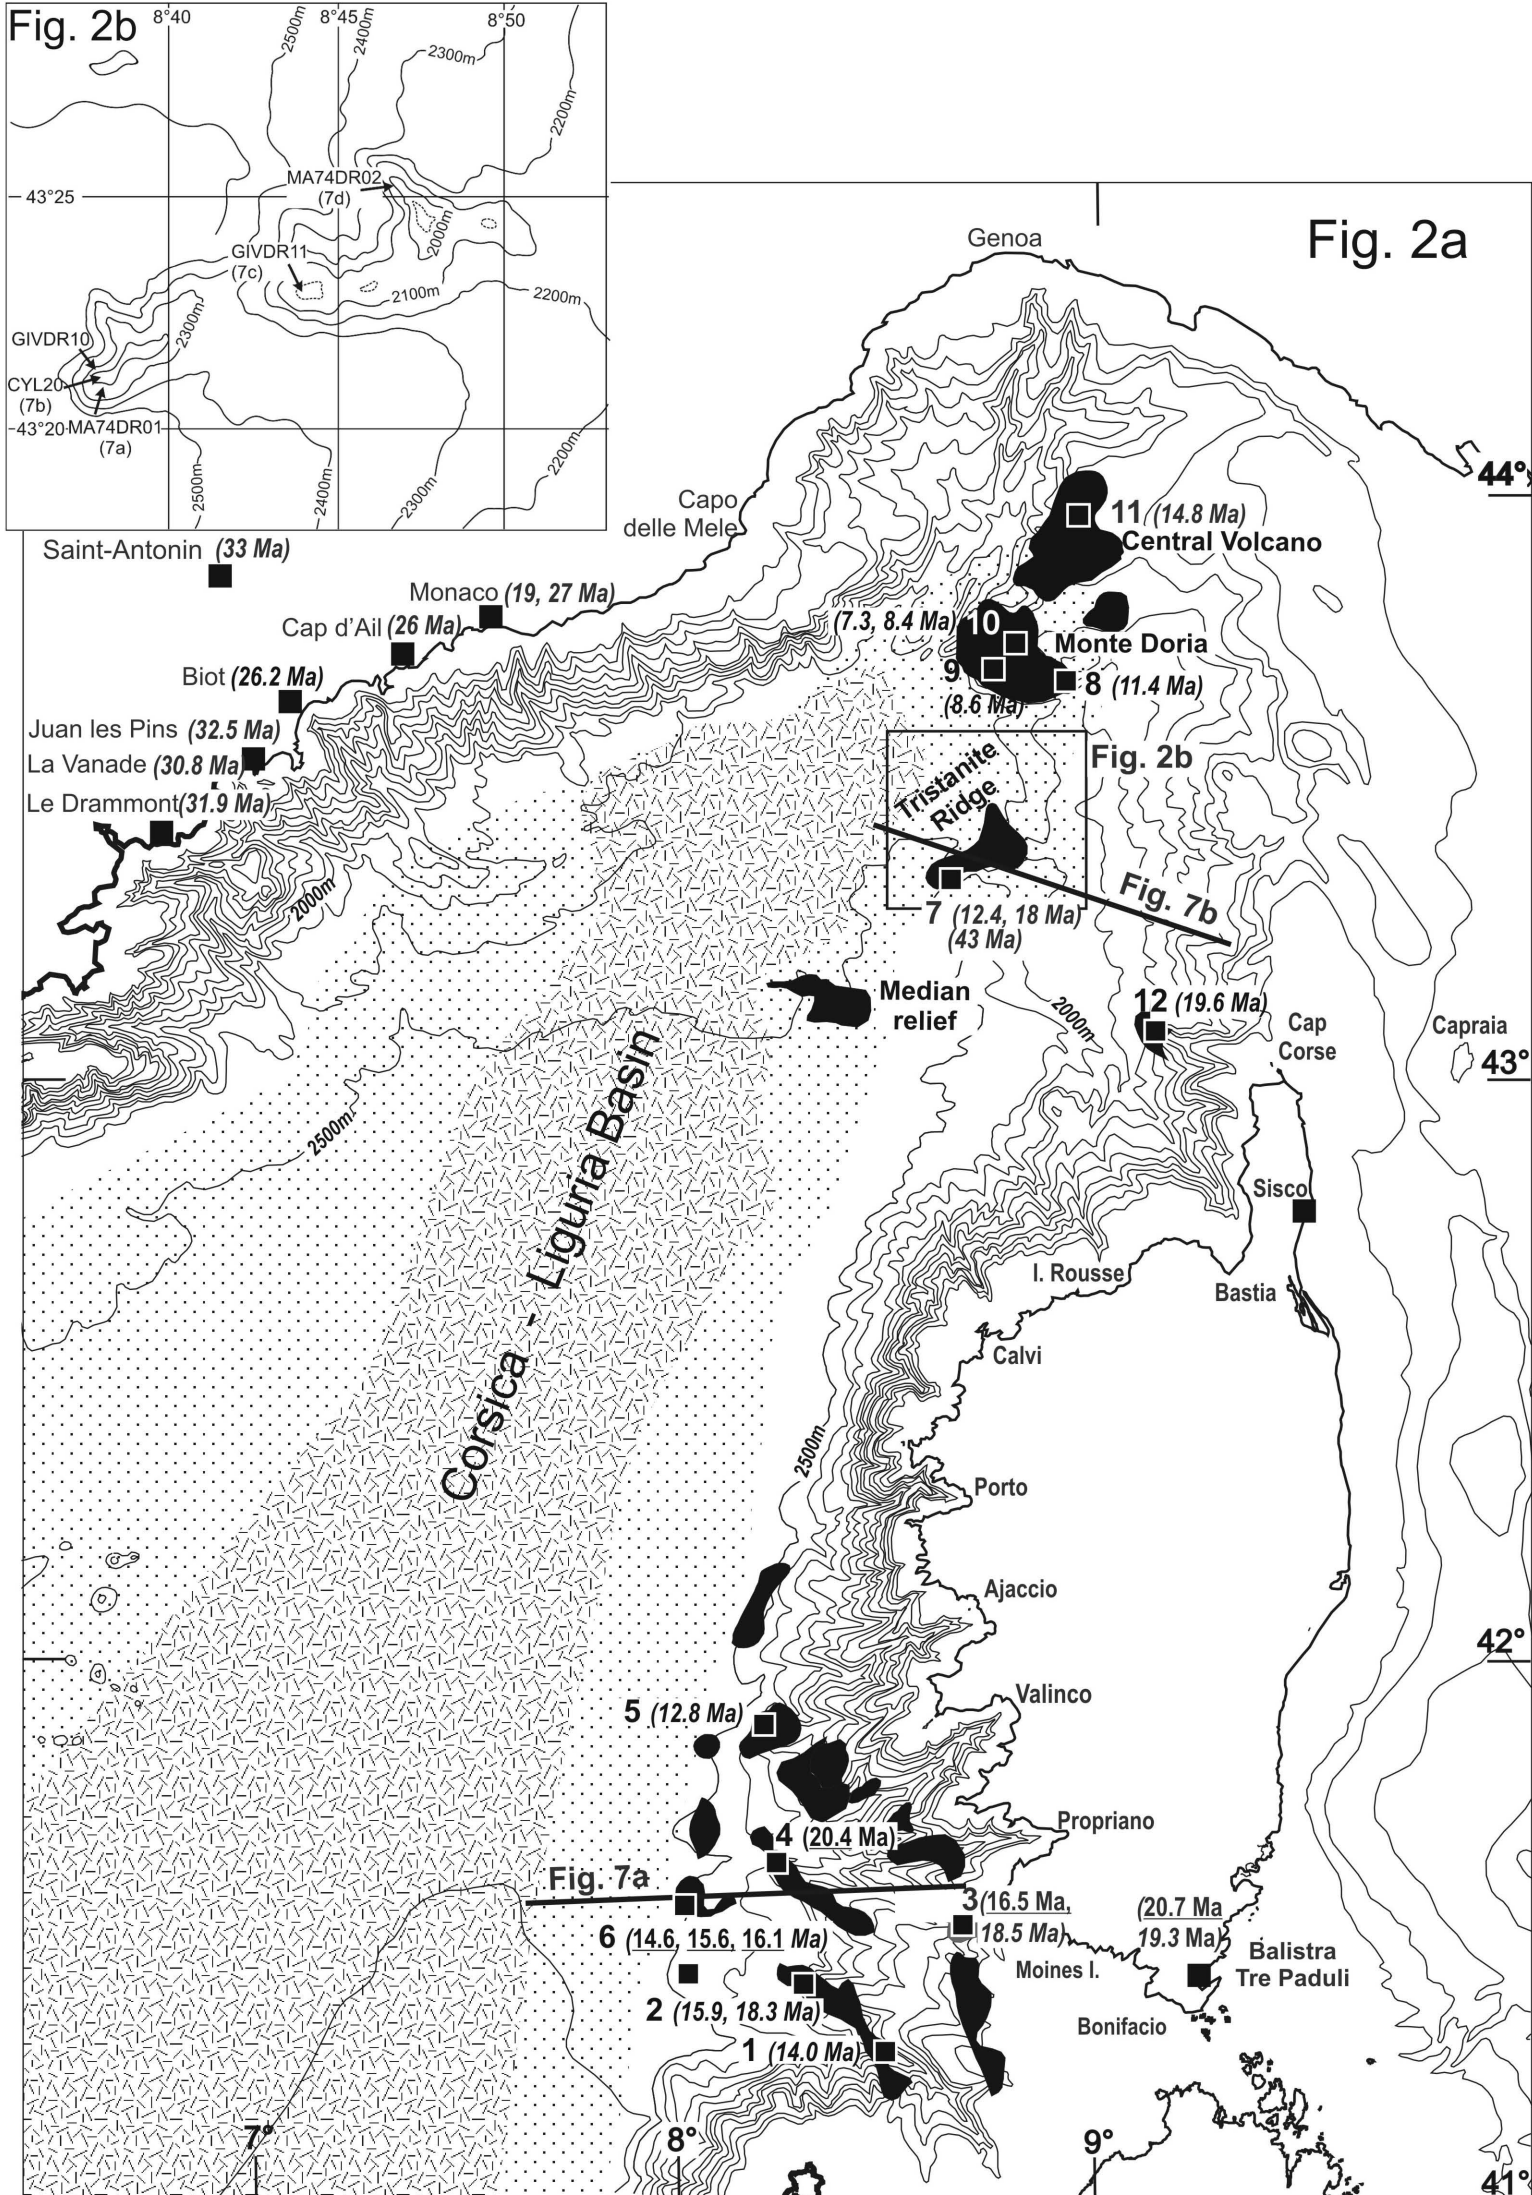 Fig. 2b
8°40
8°45
8°50
2500m
2400m
2300m
2200m
43°25
MA74DR02
(7d)
2000m
GIVDR11
(7c)
2100m
2200m
2300m
GIVDR10
CYL20
(7b)
43°20
MA74DR01
(7a)
2500m
2400m
2300m
2200m
Fig. 2a
Genoa
44°
Capo
delle Mele
11 (14.8 Ma)
Central Volcano
Saint-Antonin (33 Ma)
Monaco (19, 27 Ma)
Cap d'Ail (26 Ma)
(7.3, 8.4 Ma) 10
Monte Doria
9
(8.6 Ma)
8 (11.4 Ma)
Biot (26.2 Ma)
Juan les Pins (32.5 Ma)
La Vanade (30.8 Ma)
Le Drammont (31.9 Ma)
Fig. 2b
Tristanite
Ridge
2000m
Fig. 7b
7 (12.4, 18 Ma)
(43 Ma)
Median
relief
2000m
12 (19.6 Ma)
Cap
Corse
Capraia
43°
2500m
Corsica - Liguria Basin
Sisco
I. Rousse
Bastia
Calvi
2500m
Porto
Ajaccio
42°
Valinco
5 (12.8 Ma)
Propriano
4 (20.4 Ma)
Fig. 7a
3 (16.5 Ma,
18.5 Ma)
(20.7 Ma
19.3 Ma)
6 (14.6, 15.6, 16.1 Ma)
Balistra
Tre Paduli
Moines I.
2 (15.9, 18.3 Ma)
Bonifacio
1 (14.0 Ma)
7°
8°
9°
41°